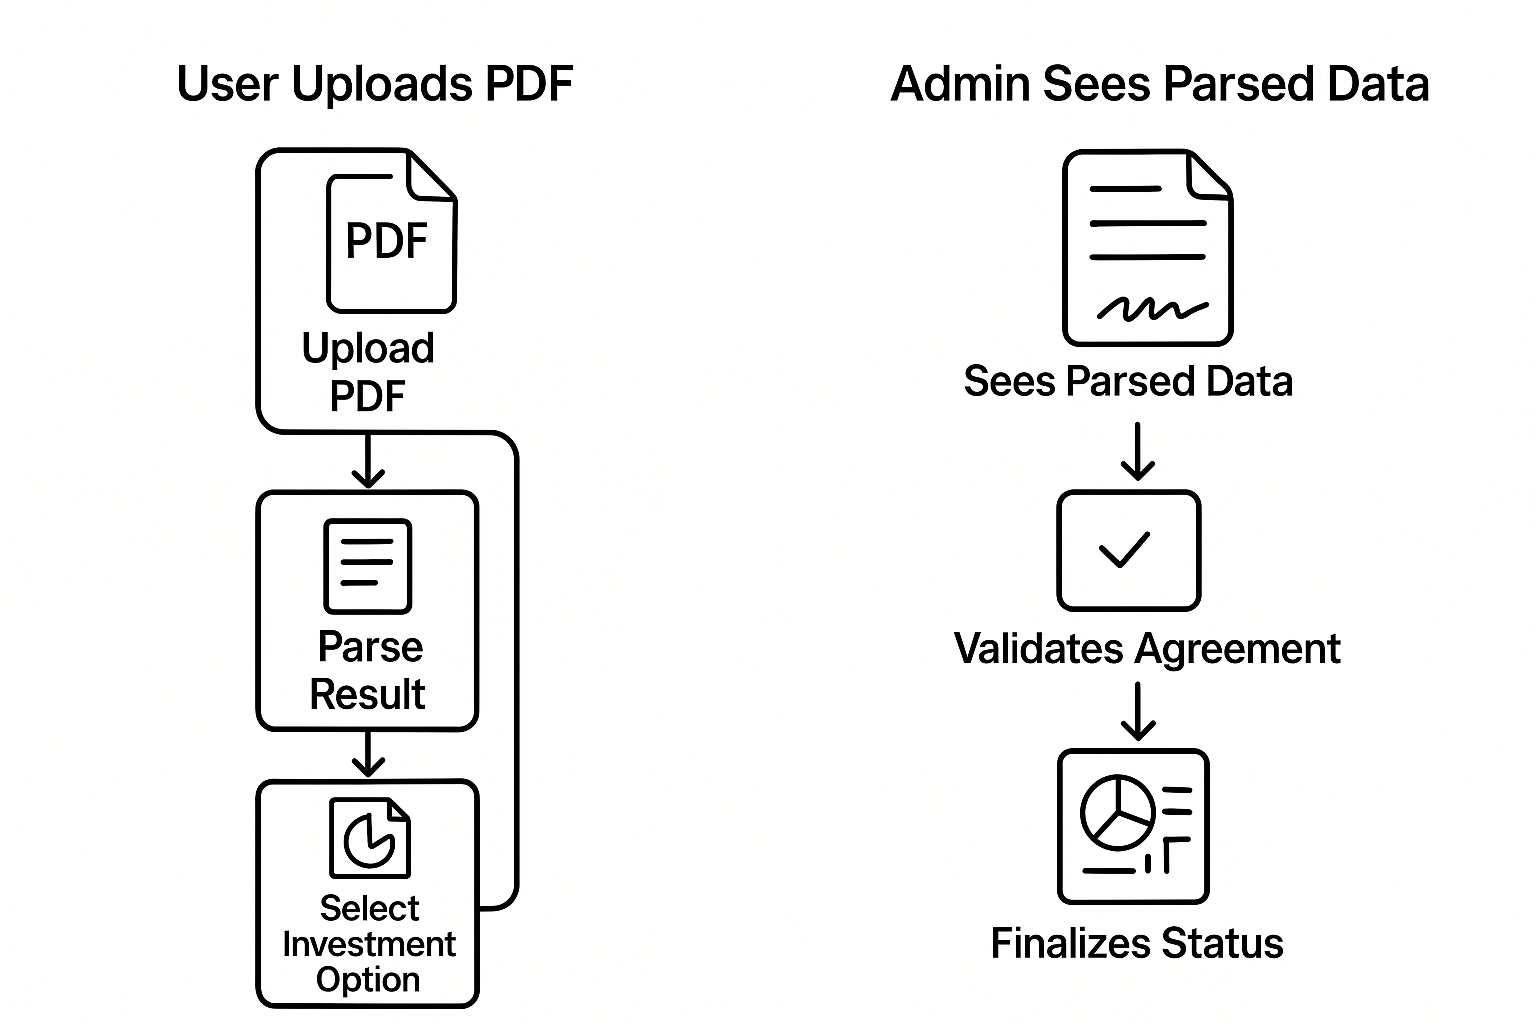 User Uploads PDF
PDF
Upload
PDF
Parse
Result
Select
Investment
Option
Admin Sees Parsed Data
Sees Parsed Data
Validates Agreement
Finalizes Status